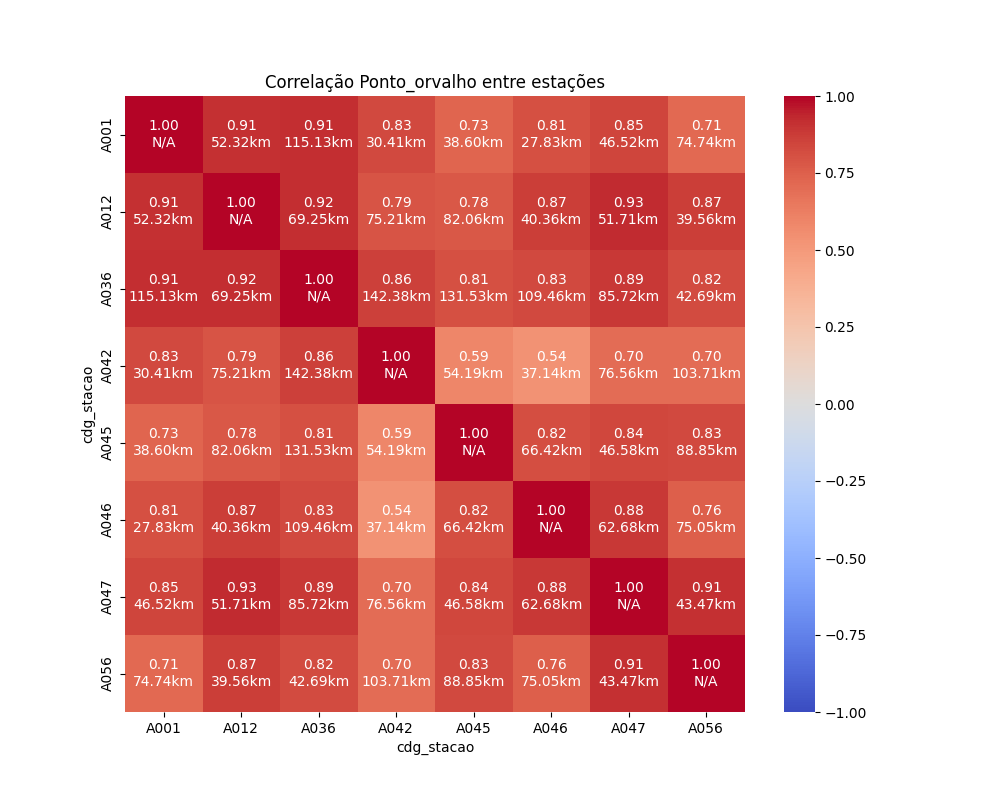 Correlação Ponto_orvalho entre estações
cdg_stacao
A001
1.00 0.91 0.91 0.83 0.73 0.81 0.85 0.71
N/A 52.32km 115.13km 30.41km 38.60km 27.83km 46.52km 74.74km
A012
0.91 1.00 0.92 0.79 0.78 0.87 0.93 0.87
52.32km N/A 69.25km 75.21km 82.06km 40.36km 51.71km 39.56km
A036
0.91 0.92 1.00 0.86 0.81 0.83 0.89 0.82
115.13km 69.25km N/A 142.38km 131.53km 109.46km 85.72km 42.69km
A042
0.83 0.79 0.86 1.00 0.59 0.54 0.70 0.70
30.41km 75.21km 142.38km N/A 54.19km 37.14km 76.56km 103.71km
A045
0.73 0.78 0.81 0.59 1.00 0.82 0.84 0.83
38.60km 82.06km 131.53km 54.19km N/A 66.42km 46.58km 88.85km
A046
0.81 0.87 0.83 0.54 0.82 1.00 0.88 0.76
27.83km 40.36km 109.46km 37.14km 66.42km N/A 62.68km 75.05km
A047
0.85 0.93 0.89 0.70 0.84 0.88 1.00 0.91
46.52km 51.71km 85.72km 76.56km 46.58km 62.68km N/A 43.47km
A056
0.71 0.87 0.82 0.70 0.83 0.76 0.91 1.00
74.74km 39.56km 42.69km 103.71km 88.85km 75.05km 43.47km N/A
A001 A012 A036 A042 A045 A046 A047 A056
cdg_stacao
1.00
0.75
0.50
0.25
0.00
−0.25
−0.50
−0.75
−1.00